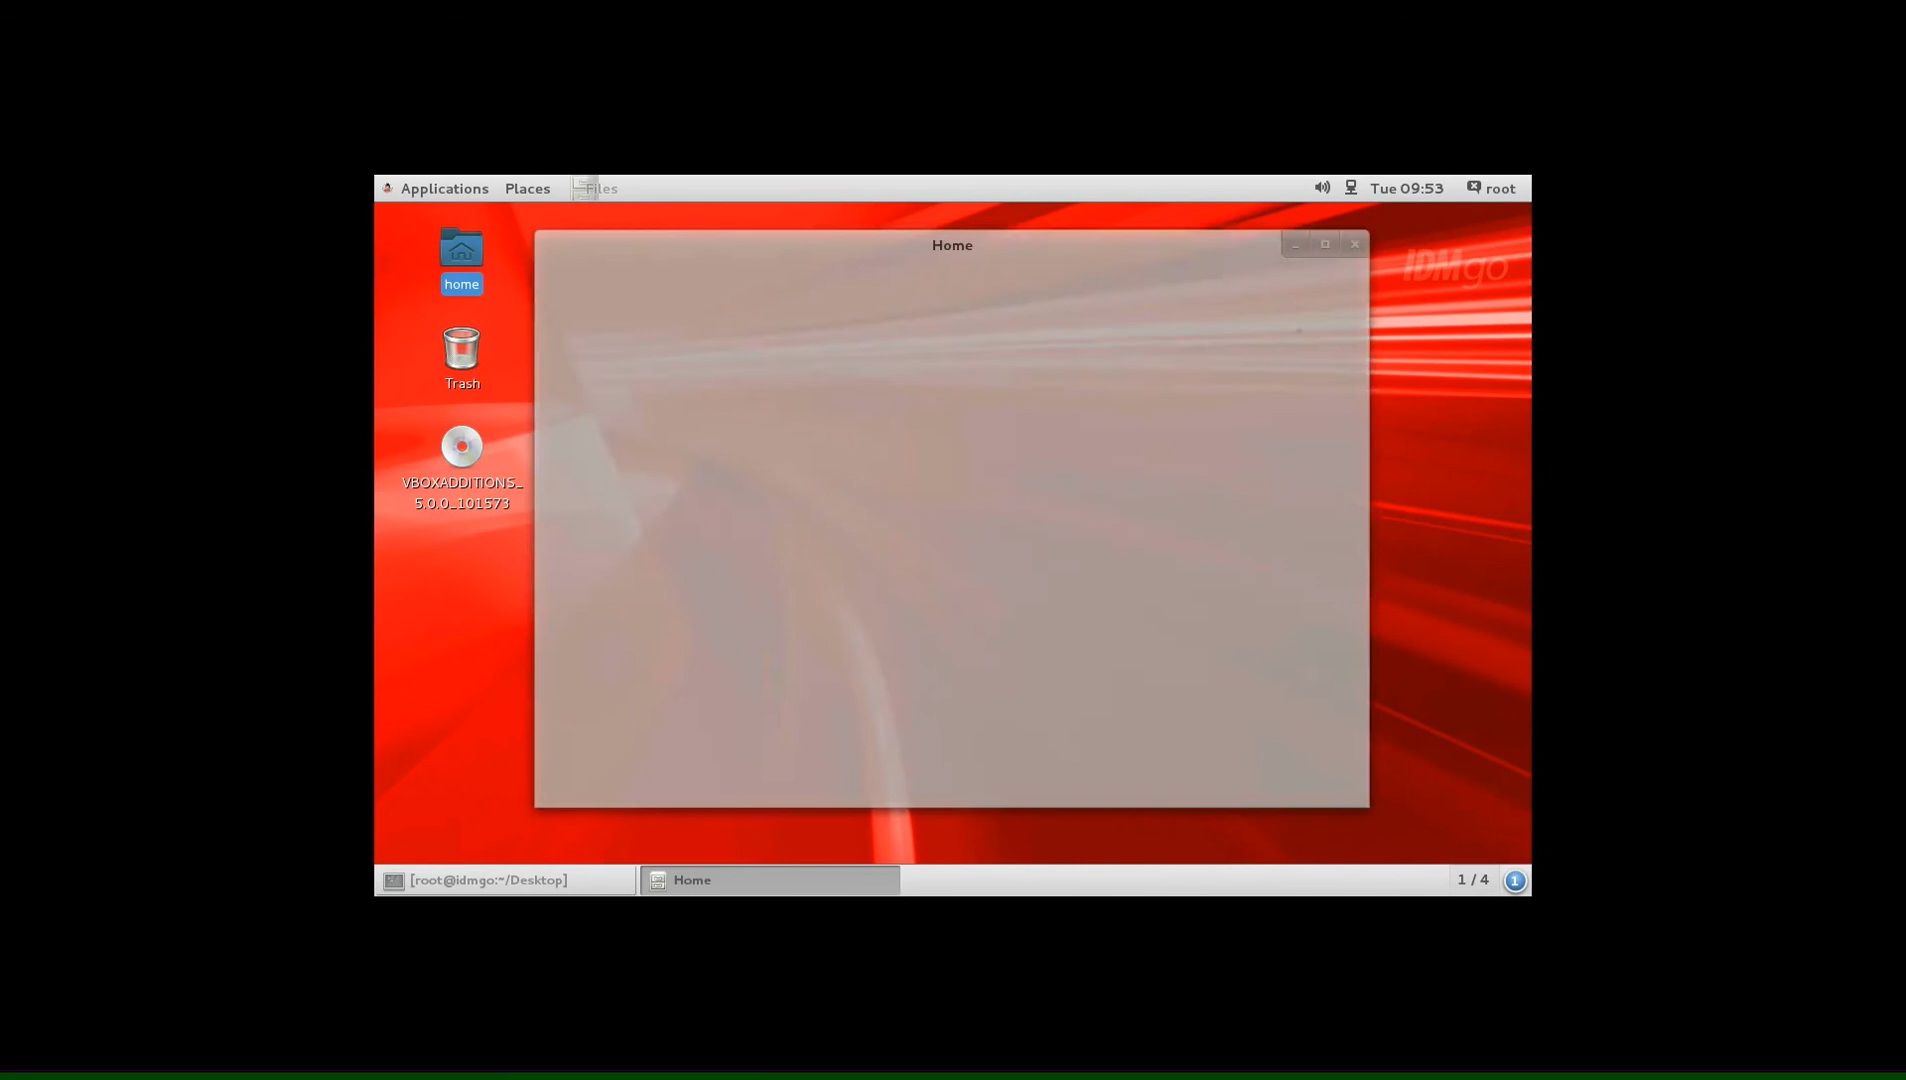 Applications Places Files Tue 09:53 root
Home
IDMgo
home
Trash
VBOXADDITIONS_
5.0.0_101573
[root@idmgo:~/Desktop] Home 1 / 4 1